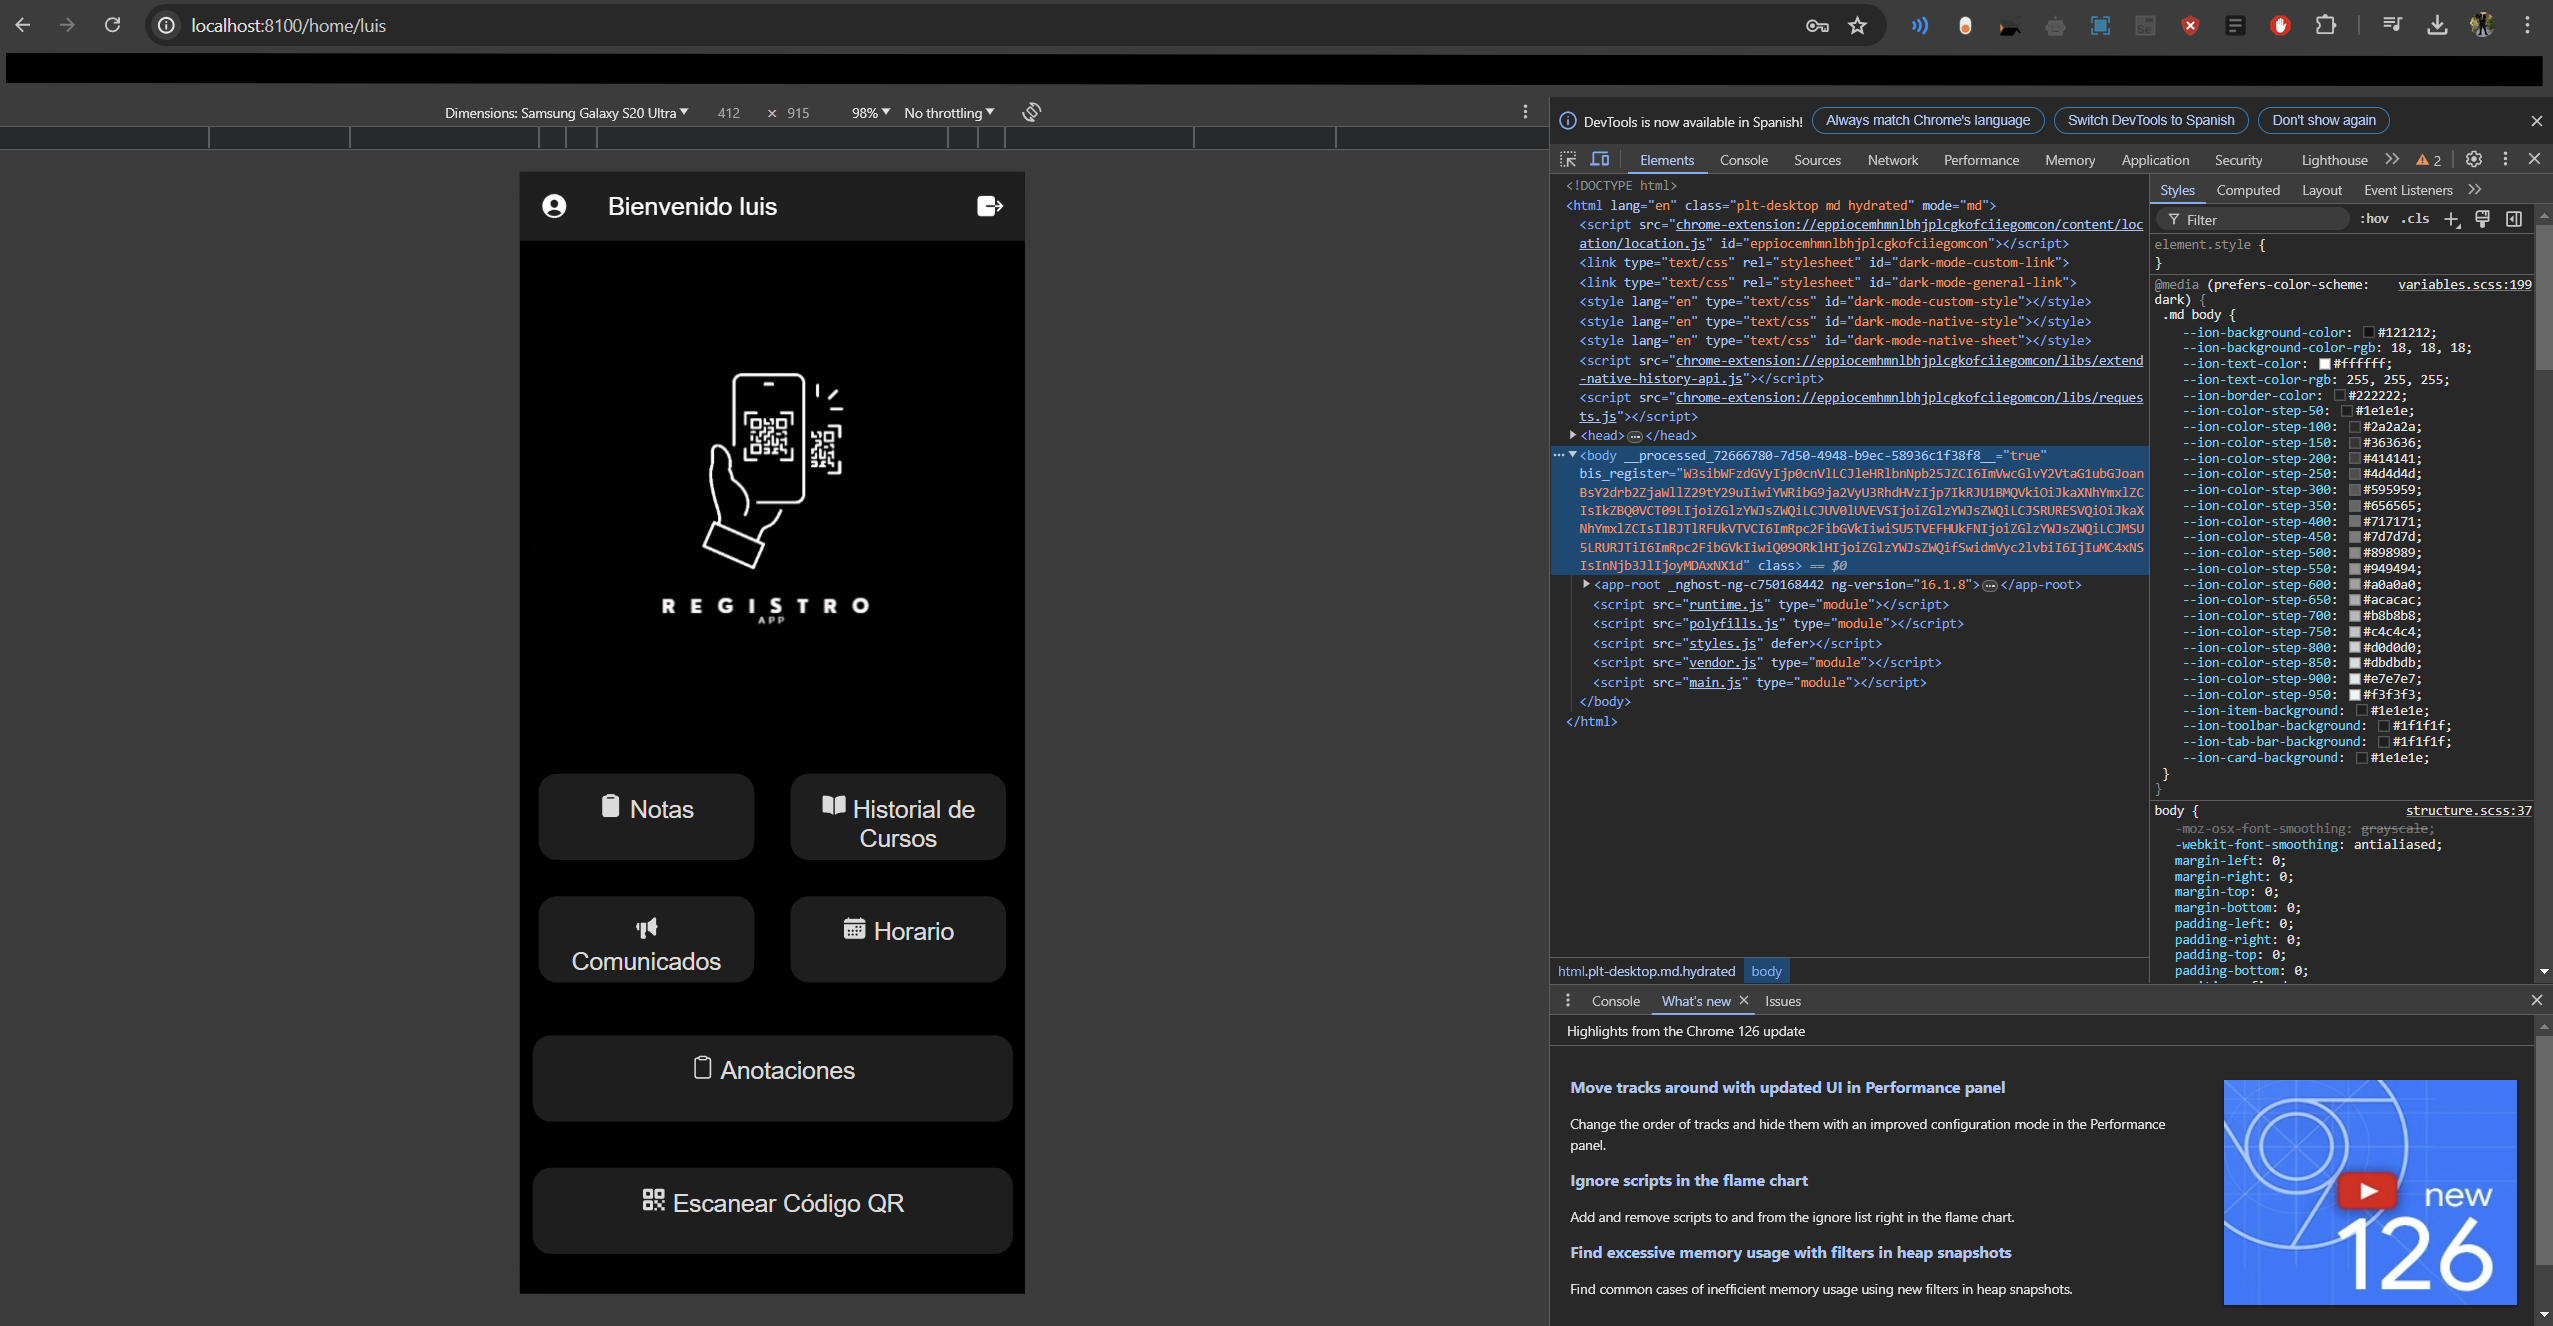 localhost:8100/home/luis
Dimensions: Samsung Galaxy S20 Ultra ▼ 412 × 915 98% ▼ No throttling ▼
Bienvenido luis
REGISTRO
APP
Notas
Historial de
Cursos
Comunicados
Horario
Anotaciones
Escanear Código QR
DevTools is now available in Spanish! Always match Chrome's language Switch DevTools to Spanish Don't show again
Elements Console Sources Network Performance Memory Application Security Lighthouse 2
<!DOCTYPE html>
<html lang="en" class="plt-desktop md hydrated" mode="md">
<script src="chrome-extension://eppiocemhmnlbhjplcgkofciiegomcon/content/loc
ation/location.js" id="eppiocemhmnlbhjplcgkofciiegomcon"></script>
<link type="text/css" rel="stylesheet" id="dark-mode-custom-link">
<link type="text/css" rel="stylesheet" id="dark-mode-general-link">
<style lang="en" type="text/css" id="dark-mode-custom-style"></style>
<style lang="en" type="text/css" id="dark-mode-native-style"></style>
<style lang="en" type="text/css" id="dark-mode-native-sheet"></style>
<script src="chrome-extension://eppiocemhmnlbhjplcgkofciiegomcon/libs/extend
-native-history-api.js"></script>
<script src="chrome-extension://eppiocemhmnlbhjplcgkofciiegomcon/libs/reques
ts.js"></script>
<head></head>
<body __processed_72666780-7d50-4948-b9ec-58936c1f38f8__="true"
bis_register="W3sibWFzdGVyIjp0cnVlLCJleHRlbnNpb25JZCI6ImVwcGlvY2VtaG1ubGJoan
BsY2drb2ZjaWllZ29tY29uIiwiYWRibG9ja2VyU3RhdHVzIjp7IkRJU1BMQVkiOiJkaXNhYmxlZC
IsIkZBQ0VCT09LIjoiZGlzYWJsZWQiLCJUV0lUVEVSIjoiZGlzYWJsZWQiLCJSRURESVQiOiJkaX
NhYmxlZCIsIlBJTlRFUkVTVCI6ImRpc2FibGVkIiwiSU5TVEFHUkFNIjoiZGlzYWJsZWQiLCJMSU
5LRURJTiI6ImRpc2FibGVkIiwiQ09ORklHIjoiZGlzYWJsZWQifSwidmVyc2lvbiI6IjIuMC4xNS
IsInNjb3JlIjoyMDAxNX1d" class> == $0
<app-root _nghost-ng-c750168442 ng-version="16.1.8"></app-root>
<script src="runtime.js" type="module"></script>
<script src="polyfills.js" type="module"></script>
<script src="styles.js" defer></script>
<script src="vendor.js" type="module"></script>
<script src="main.js" type="module"></script>
</body>
</html>
html.plt-desktop.md.hydrated body
Styles Computed Layout Event Listeners
Filter :hov .cls
element.style {
}
@media (prefers-color-scheme: variables.scss:199
dark) {
.md body {
--ion-background-color: #121212;
--ion-background-color-rgb: 18, 18, 18;
--ion-text-color: #ffffff;
--ion-text-color-rgb: 255, 255, 255;
--ion-border-color: #222222;
--ion-color-step-50: #1e1e1e;
--ion-color-step-100: #2a2a2a;
--ion-color-step-150: #363636;
--ion-color-step-200: #414141;
--ion-color-step-250: #4d4d4d;
--ion-color-step-300: #595959;
--ion-color-step-350: #656565;
--ion-color-step-400: #717171;
--ion-color-step-450: #7d7d7d;
--ion-color-step-500: #898989;
--ion-color-step-550: #949494;
--ion-color-step-600: #a0a0a0;
--ion-color-step-650: #acacac;
--ion-color-step-700: #b8b8b8;
--ion-color-step-750: #c4c4c4;
--ion-color-step-800: #d0d0d0;
--ion-color-step-850: #dbdbdb;
--ion-color-step-900: #e7e7e7;
--ion-color-step-950: #f3f3f3;
--ion-item-background: #1e1e1e;
--ion-toolbar-background: #1f1f1f;
--ion-tab-bar-background: #1f1f1f;
--ion-card-background: #1e1e1e;
}
}
body { structure.scss:37
-moz-osx-font-smoothing: grayscale;
-webkit-font-smoothing: antialiased;
margin-left: 0;
margin-right: 0;
margin-top: 0;
margin-bottom: 0;
padding-left: 0;
padding-right: 0;
padding-top: 0;
padding-bottom: 0;
Console What's new Issues
Highlights from the Chrome 126 update
Move tracks around with updated UI in Performance panel
Change the order of tracks and hide them with an improved configuration mode in the Performance
panel.
Ignore scripts in the flame chart
Add and remove scripts to and from the ignore list right in the flame chart.
Find excessive memory usage with filters in heap snapshots
Find common cases of inefficient memory usage using new filters in heap snapshots.
new
126